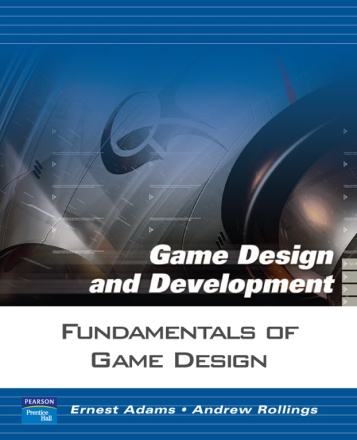 Game Design
and Development
FUNDAMENTALS OF
GAME DESIGN
PEARSON
Prentice
Hall
Ernest Adams • Andrew Rollings